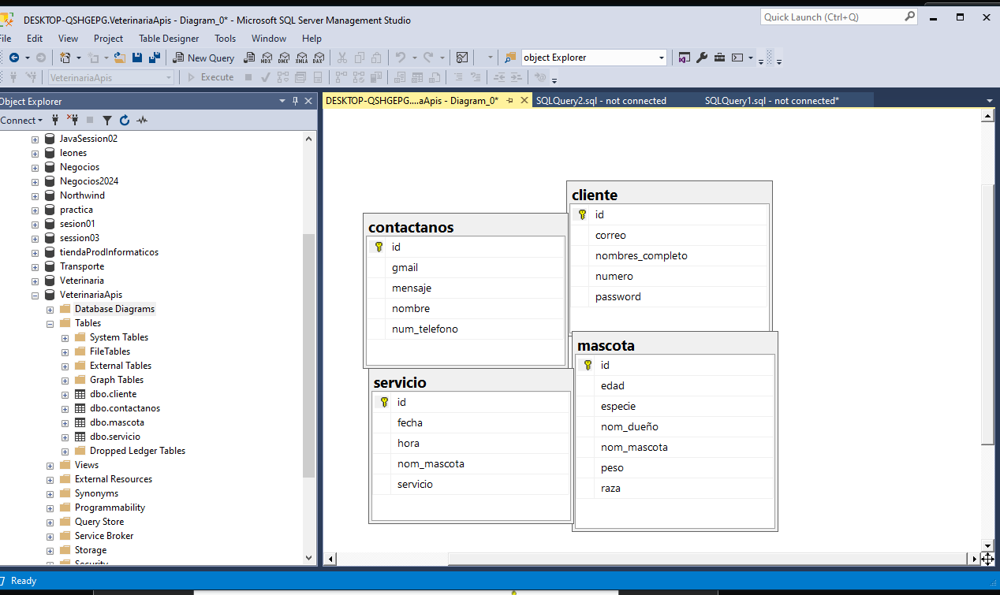 DESKTOP-QSHGEPG.VeterinariaApis - Diagram_0* - Microsoft SQL Server Management Studio
Quick Launch (Ctrl+Q)
File Edit View Project Table Designer Tools Window Help
New Query MDX DMX XMLA DAX object Explorer
VeterinariaApis Execute
Object Explorer
Connect
JavaSession02
leones
Negocios
Negocios2024
Northwind
practica
sesion01
session03
tiendaProdInformaticos
Transporte
Veterinaria
VeterinariaApis
Database Diagrams
Tables
System Tables
FileTables
External Tables
Graph Tables
dbo.cliente
dbo.contactanos
dbo.mascota
dbo.servicio
Dropped Ledger Tables
Views
External Resources
Synonyms
Programmability
Query Store
Service Broker
Storage
Security
DESKTOP-QSHGEPG....aApis - Diagram_0* SQLQuery2.sql - not connected SQLQuery1.sql - not connected*
contactanos
id
gmail
mensaje
nombre
num_telefono
cliente
id
correo
nombres_completo
numero
password
servicio
id
fecha
hora
nom_mascota
servicio
mascota
id
edad
especie
nom_dueño
nom_mascota
peso
raza
Ready